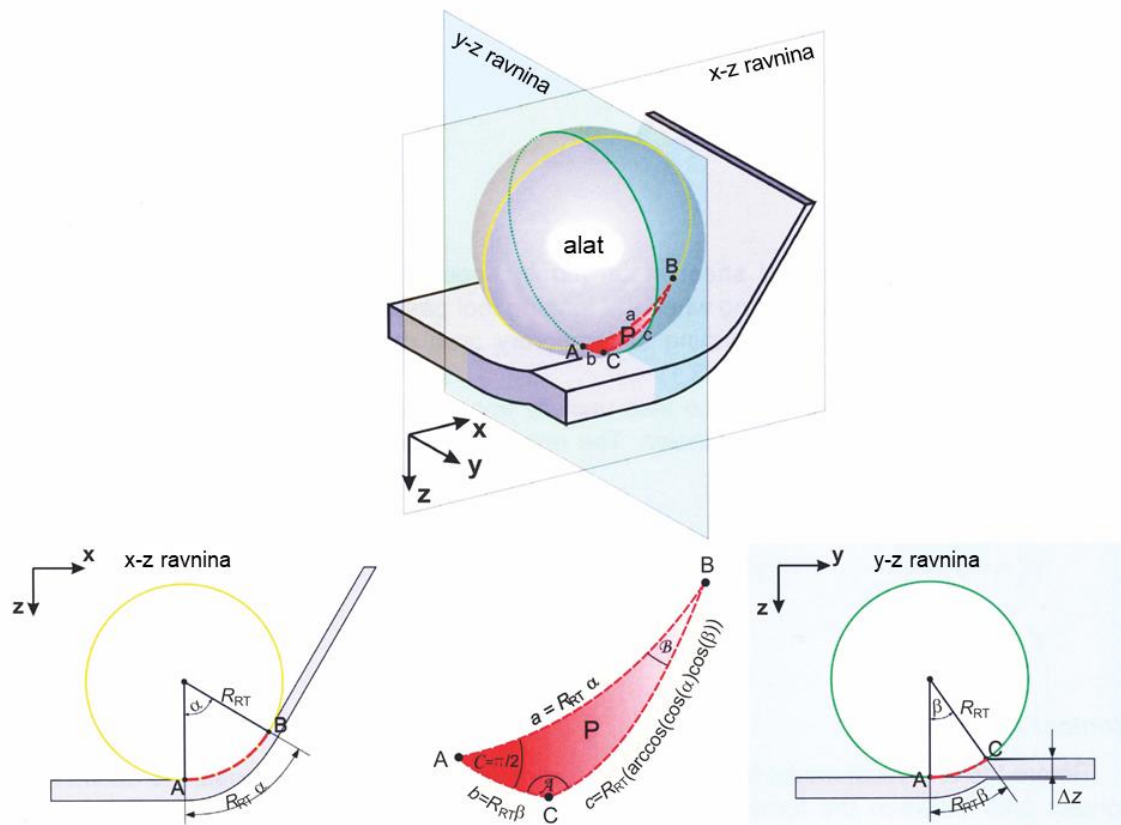 y-z ravnina
x-z ravnina
alat
B
a
P
c
A
b
C
x
y
z
x
x-z ravnina
z
α
R_RT
B
A
R_RT α
B
ℬ
a = R_RT α
P
c=R_RT(arccos(cos(α)cos(β))
A
𝒞=π/2
𝒜
b=R_RTβ
C
y
y-z ravnina
z
β
R_RT
C
A
R_RTβ
Δz